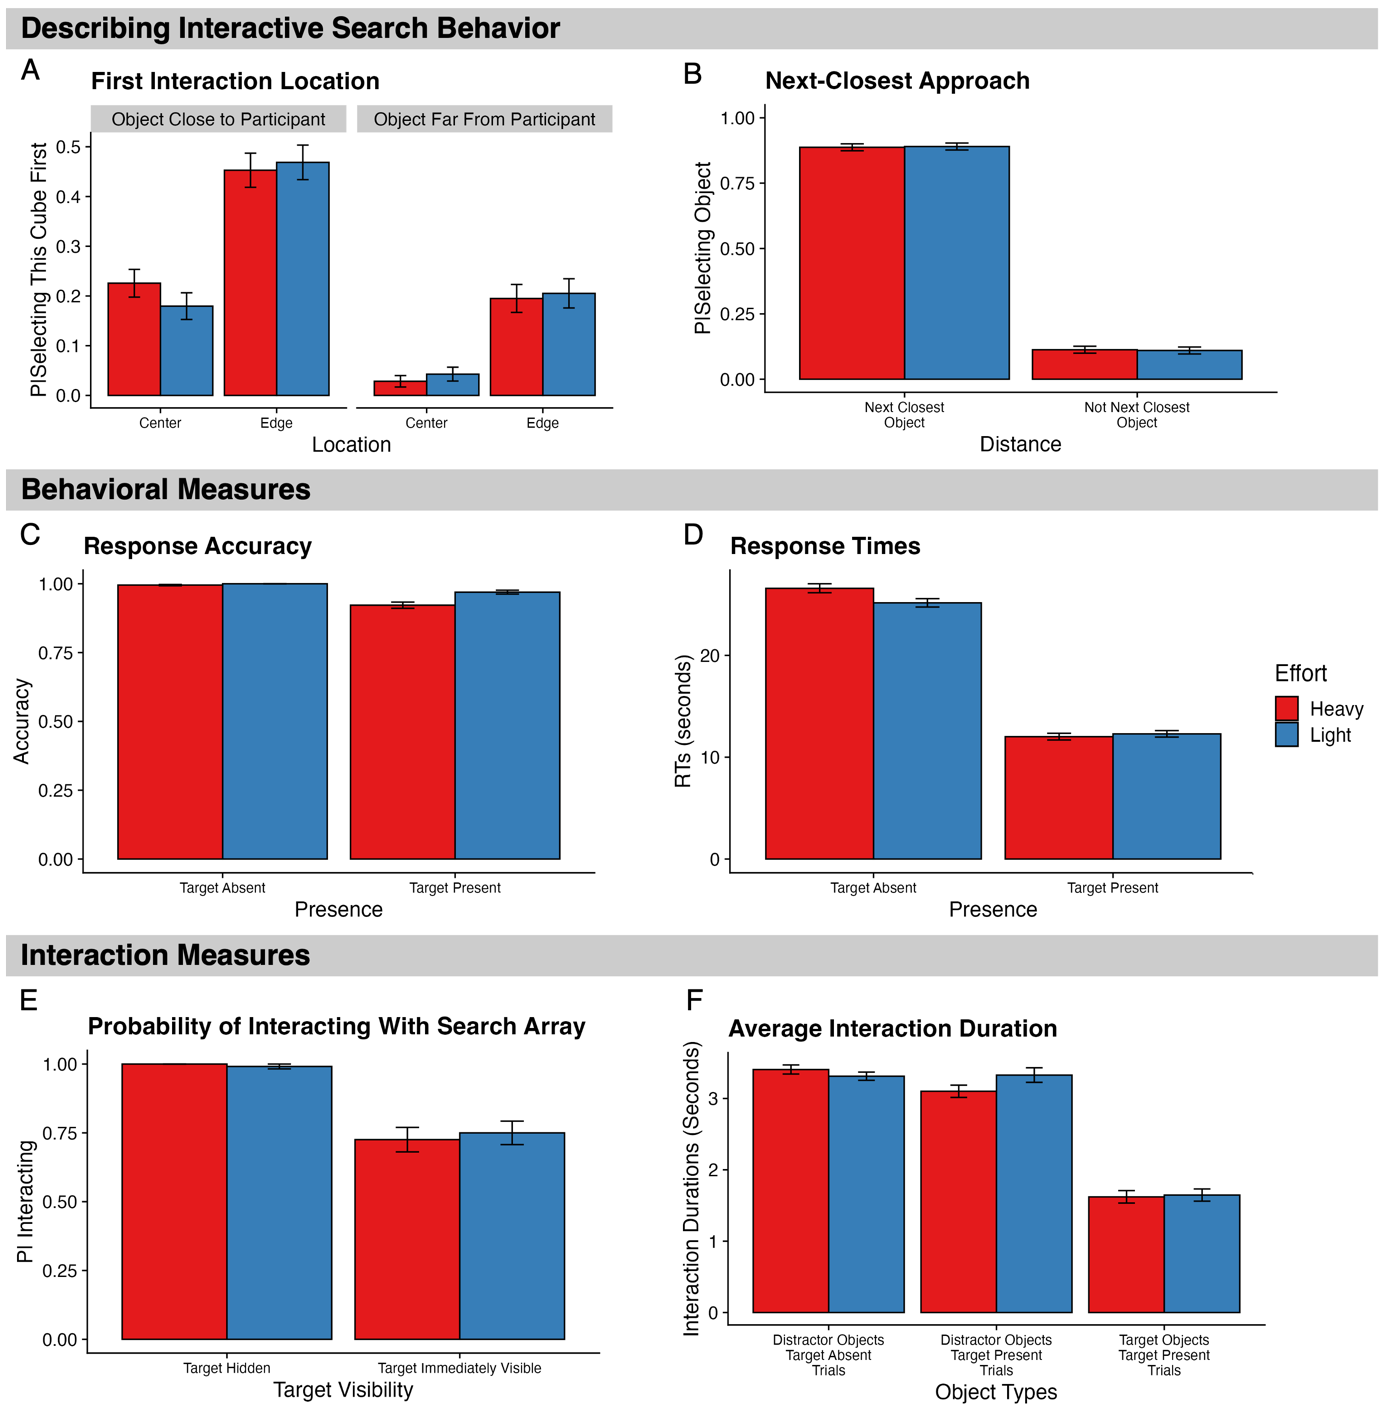 Describing Interactive Search Behavior
A
First Interaction Location
Object Close to Participant
Object Far From Participant
P|Selecting This Cube First
0.5
0.4
0.3
0.2
0.1
0.0
Center
Edge
Center
Edge
Location
B
Next-Closest Approach
P|Selecting Object
1.00
0.75
0.50
0.25
0.00
Next Closest
Object
Not Next Closest
Object
Distance
Behavioral Measures
C
Response Accuracy
Accuracy
1.00
0.75
0.50
0.25
0.00
Target Absent
Target Present
Presence
D
Response Times
RTs (seconds)
20
10
0
Target Absent
Target Present
Presence
Effort
Heavy
Light
Interaction Measures
E
Probability of Interacting With Search Array
P| Interacting
1.00
0.75
0.50
0.25
0.00
Target Hidden
Target Immediately Visible
Target Visibility
F
Average Interaction Duration
Interaction Durations (Seconds)
3
2
1
0
Distractor Objects
Target Absent
Trials
Distractor Objects
Target Present
Trials
Target Objects
Target Present
Trials
Object Types